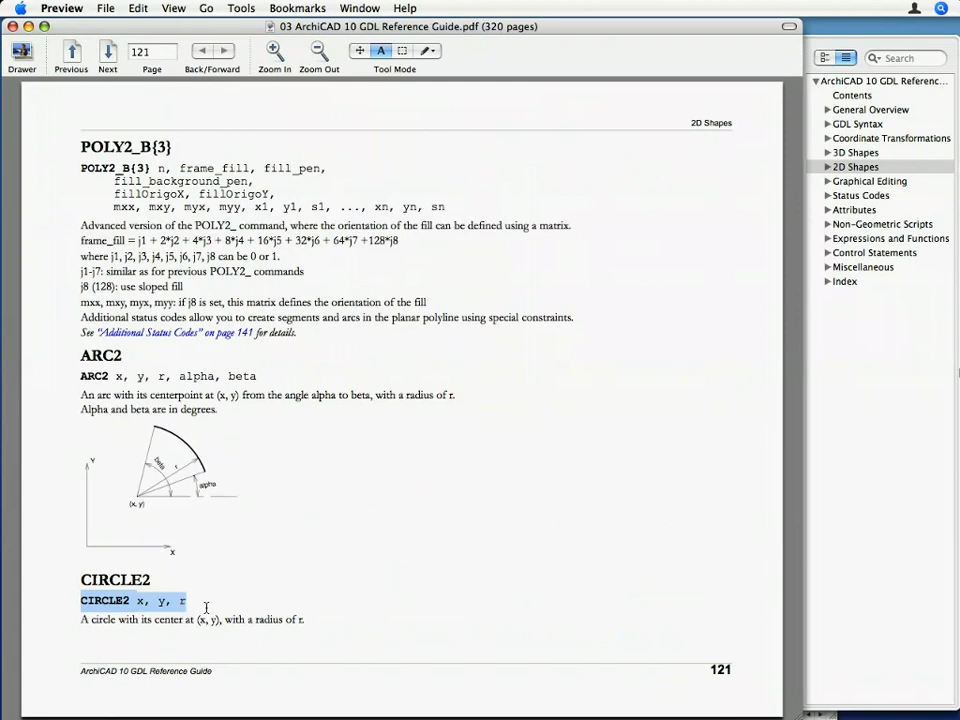 Preview File Edit View Go Tools Bookmarks Window Help
03 ArchiCAD 10 GDL Reference Guide.pdf (320 pages)
121
A
Drawer Previous Next Page Back/Forward Zoom In Zoom Out Tool Mode
Search
ArchiCAD 10 GDL Referenc...
Contents
General Overview
GDL Syntax
Coordinate Transformations
3D Shapes
2D Shapes
Graphical Editing
Status Codes
Attributes
Non-Geometric Scripts
Expressions and Functions
Control Statements
Miscellaneous
Index
2D Shapes
POLY2_B{3}
POLY2_B{3} n, frame_fill, fill_pen,
fill_background_pen,
fillOrigoX, fillOrigoY,
mxx, mxy, myx, myy, x1, y1, s1, ..., xn, yn, sn
Advanced version of the POLY2_ command, where the orientation of the fill can be defined using a matrix.
frame_fill = j1 + 2*j2 + 4*j3 + 8*j4 + 16*j5 + 32*j6 + 64*j7 +128*j8
where j1, j2, j3, j4, j5, j6, j7, j8 can be 0 or 1.
j1-j7: similar as for previous POLY2_ commands
j8 (128): use sloped fill
mxx, mxy, myx, myy: if j8 is set, this matrix defines the orientation of the fill
Additional status codes allow you to create segments and arcs in the planar polyline using special constraints.
See "Additional Status Codes" on page 141 for details.
ARC2
ARC2 x, y, r, alpha, beta
An arc with its centerpoint at (x, y) from the angle alpha to beta, with a radius of r.
Alpha and beta are in degrees.
Y
beta
r
alpha
(x, y)
X
CIRCLE2
CIRCLE2 x, y, r
A circle with its center at (x, y), with a radius of r.
ArchiCAD 10 GDL Reference Guide
121